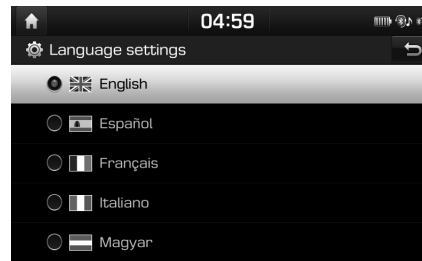 04:59
Language settings
English
Español
Français
Italiano
Magyar